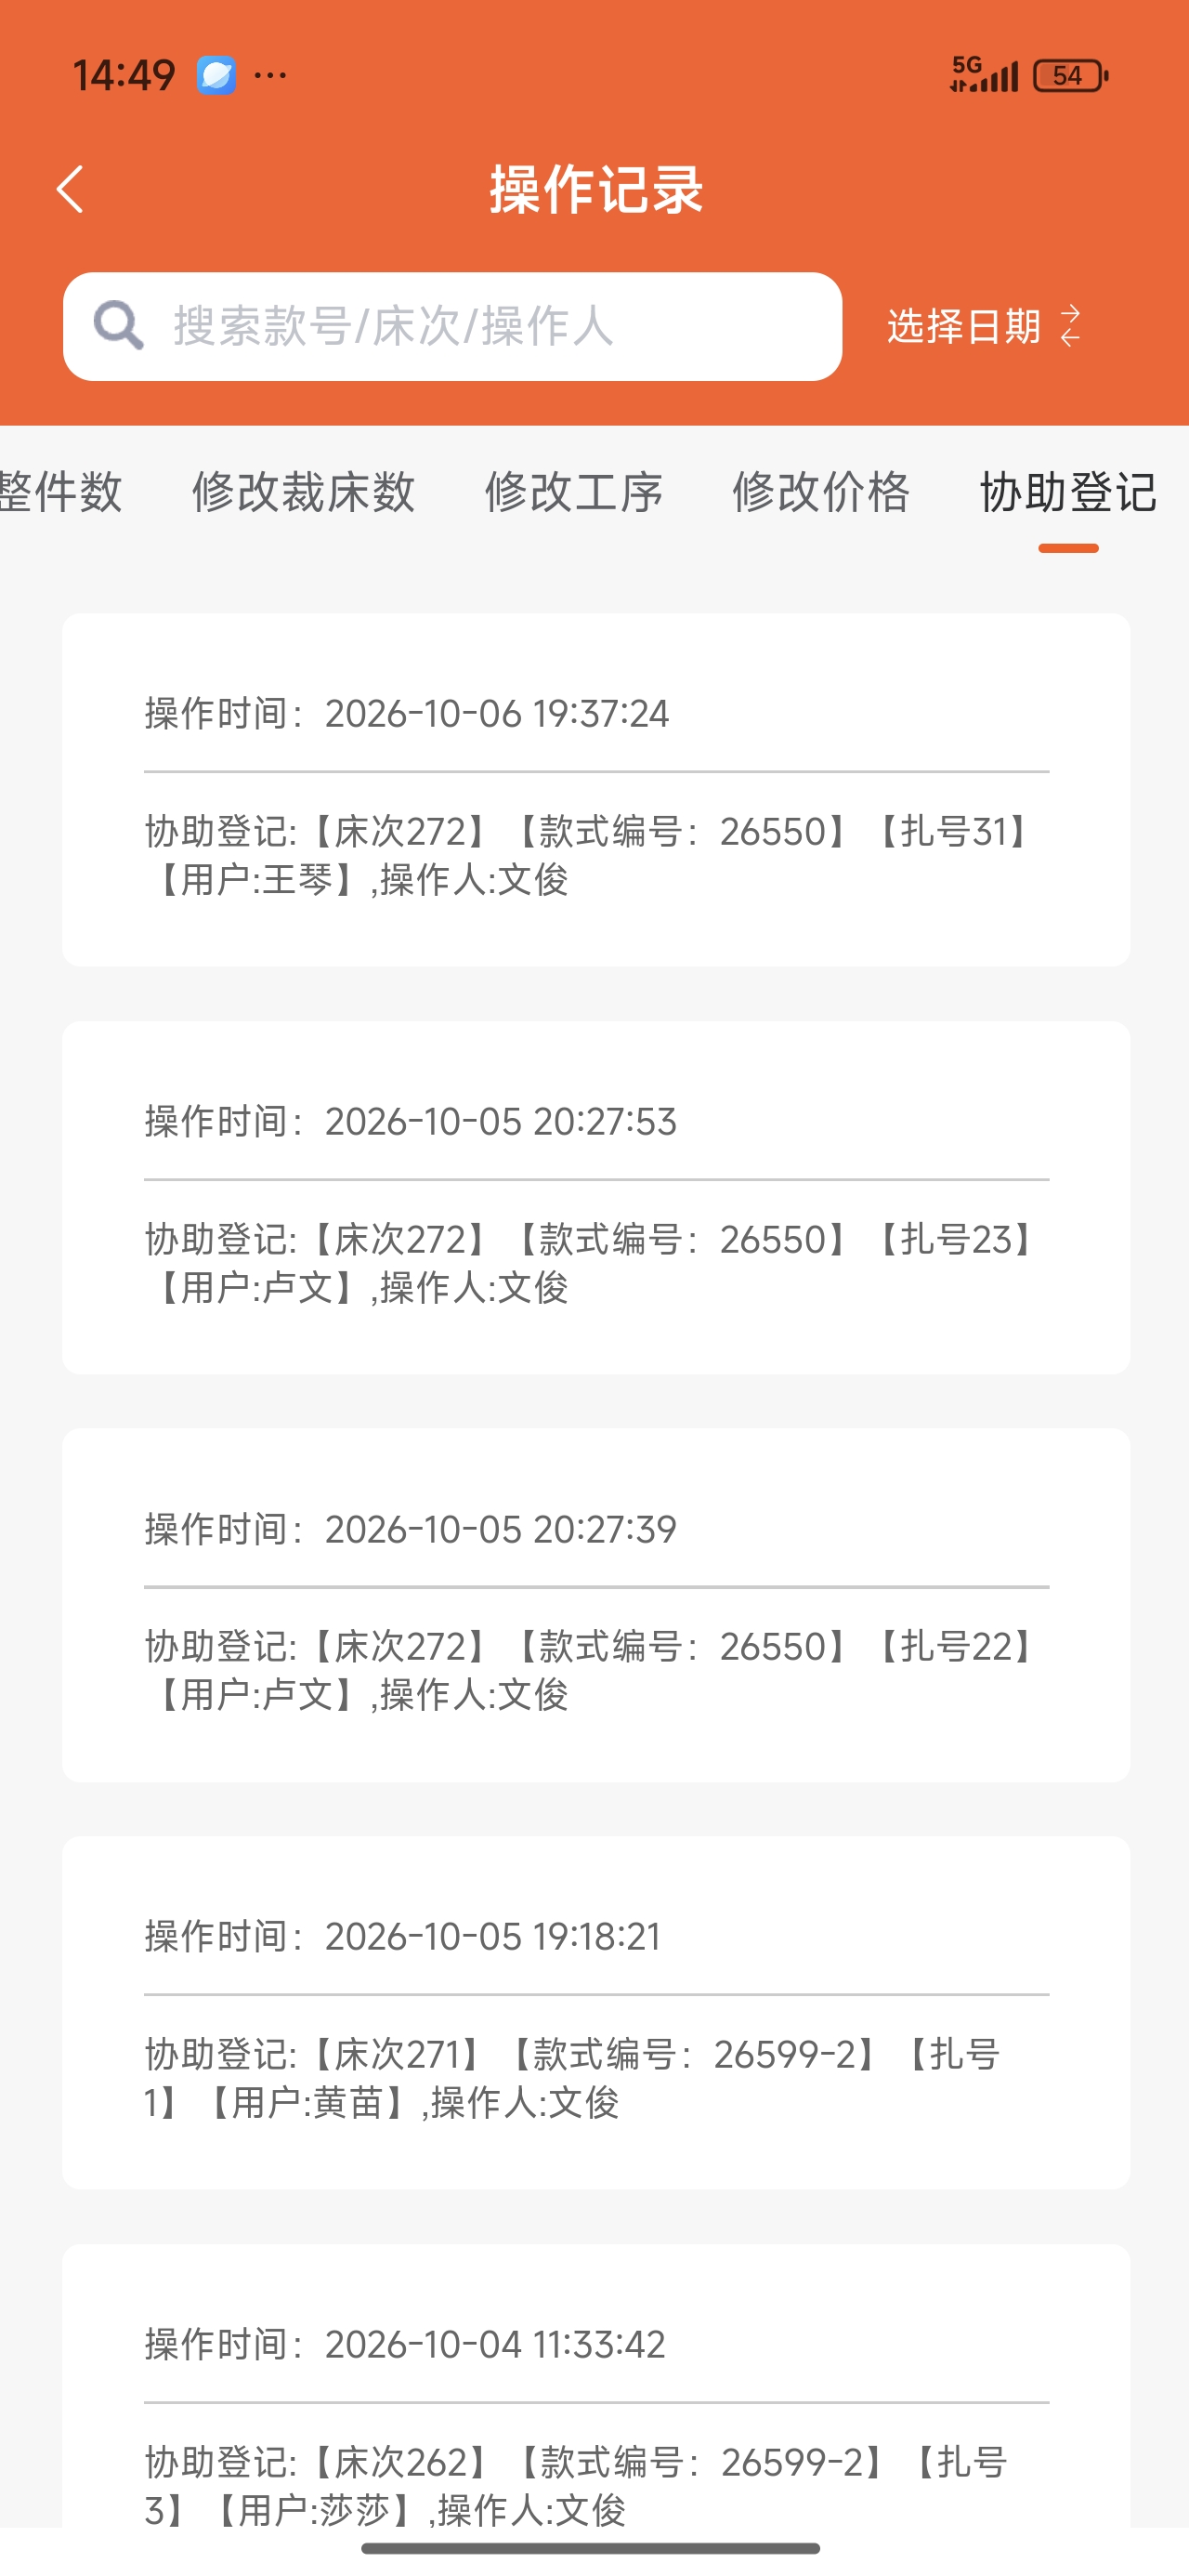 14:49 ... 5G 54
操作记录
搜索款号/床次/操作人 选择日期
整件数 修改裁床数 修改工序 修改价格 协助登记
操作时间：2026-10-06 19:37:24
协助登记:【床次272】【款式编号：26550】【扎号31】
【用户:王琴】,操作人:文俊
操作时间：2026-10-05 20:27:53
协助登记:【床次272】【款式编号：26550】【扎号23】
【用户:卢文】,操作人:文俊
操作时间：2026-10-05 20:27:39
协助登记:【床次272】【款式编号：26550】【扎号22】
【用户:卢文】,操作人:文俊
操作时间：2026-10-05 19:18:21
协助登记:【床次271】【款式编号：26599-2】【扎号
1】【用户:黄苗】,操作人:文俊
操作时间：2026-10-04 11:33:42
协助登记:【床次262】【款式编号：26599-2】【扎号
3】【用户:莎莎】,操作人:文俊